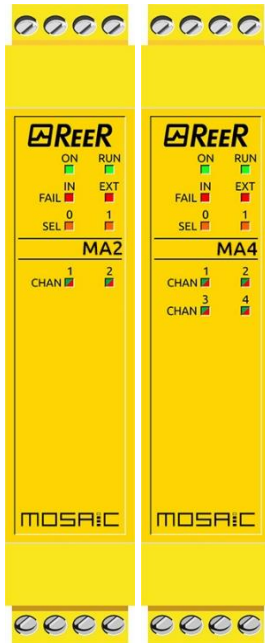 REER
ON RUN
IN EXT
FAIL
0 1
SEL
MA2
1 2
CHAN
MOSAIC
REER
ON RUN
IN EXT
FAIL
0 1
SEL
MA4
1 2
CHAN
3 4
CHAN
MOSAIC